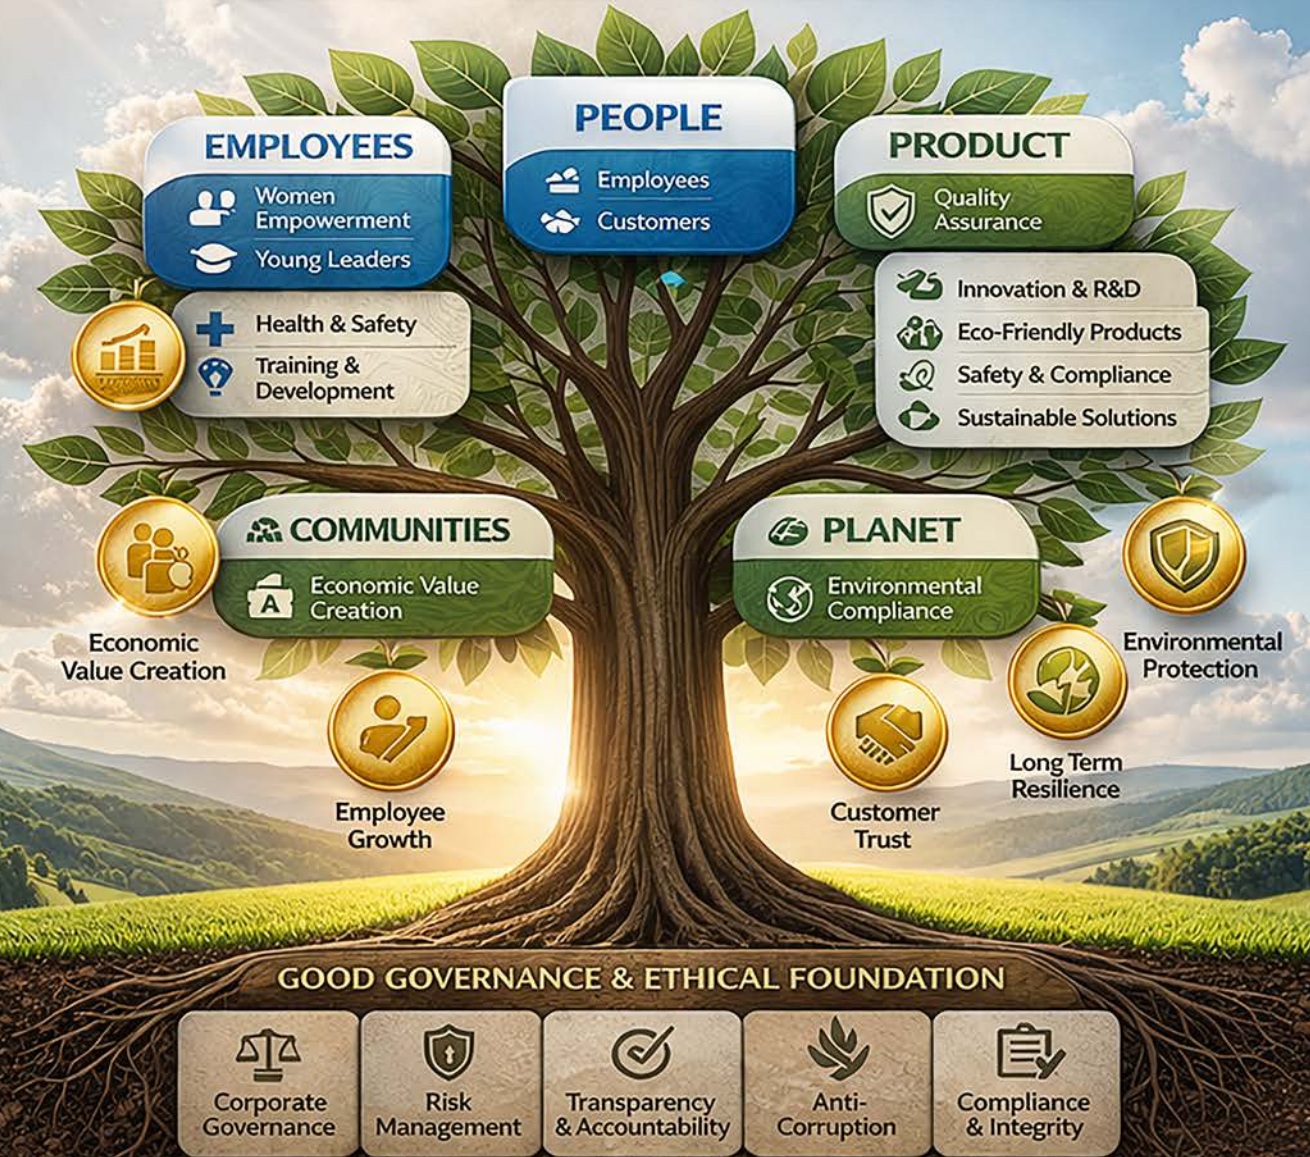 PEOPLE
Employees
Customers
EMPLOYEES
Women
Empowerment
Young Leaders
Health & Safety
Training &
Development
PRODUCT
Quality
Assurance
Innovation & R&D
Eco-Friendly Products
Safety & Compliance
Sustainable Solutions
COMMUNITIES
A
Economic Value
Creation
PLANET
Environmental
Compliance
Economic
Value Creation
Employee
Growth
Customer
Trust
Long Term
Resilience
Environmental
Protection
GOOD GOVERNANCE & ETHICAL FOUNDATION
Corporate
Governance
Risk
Management
Transparency
& Accountability
Anti-
Corruption
Compliance
& Integrity